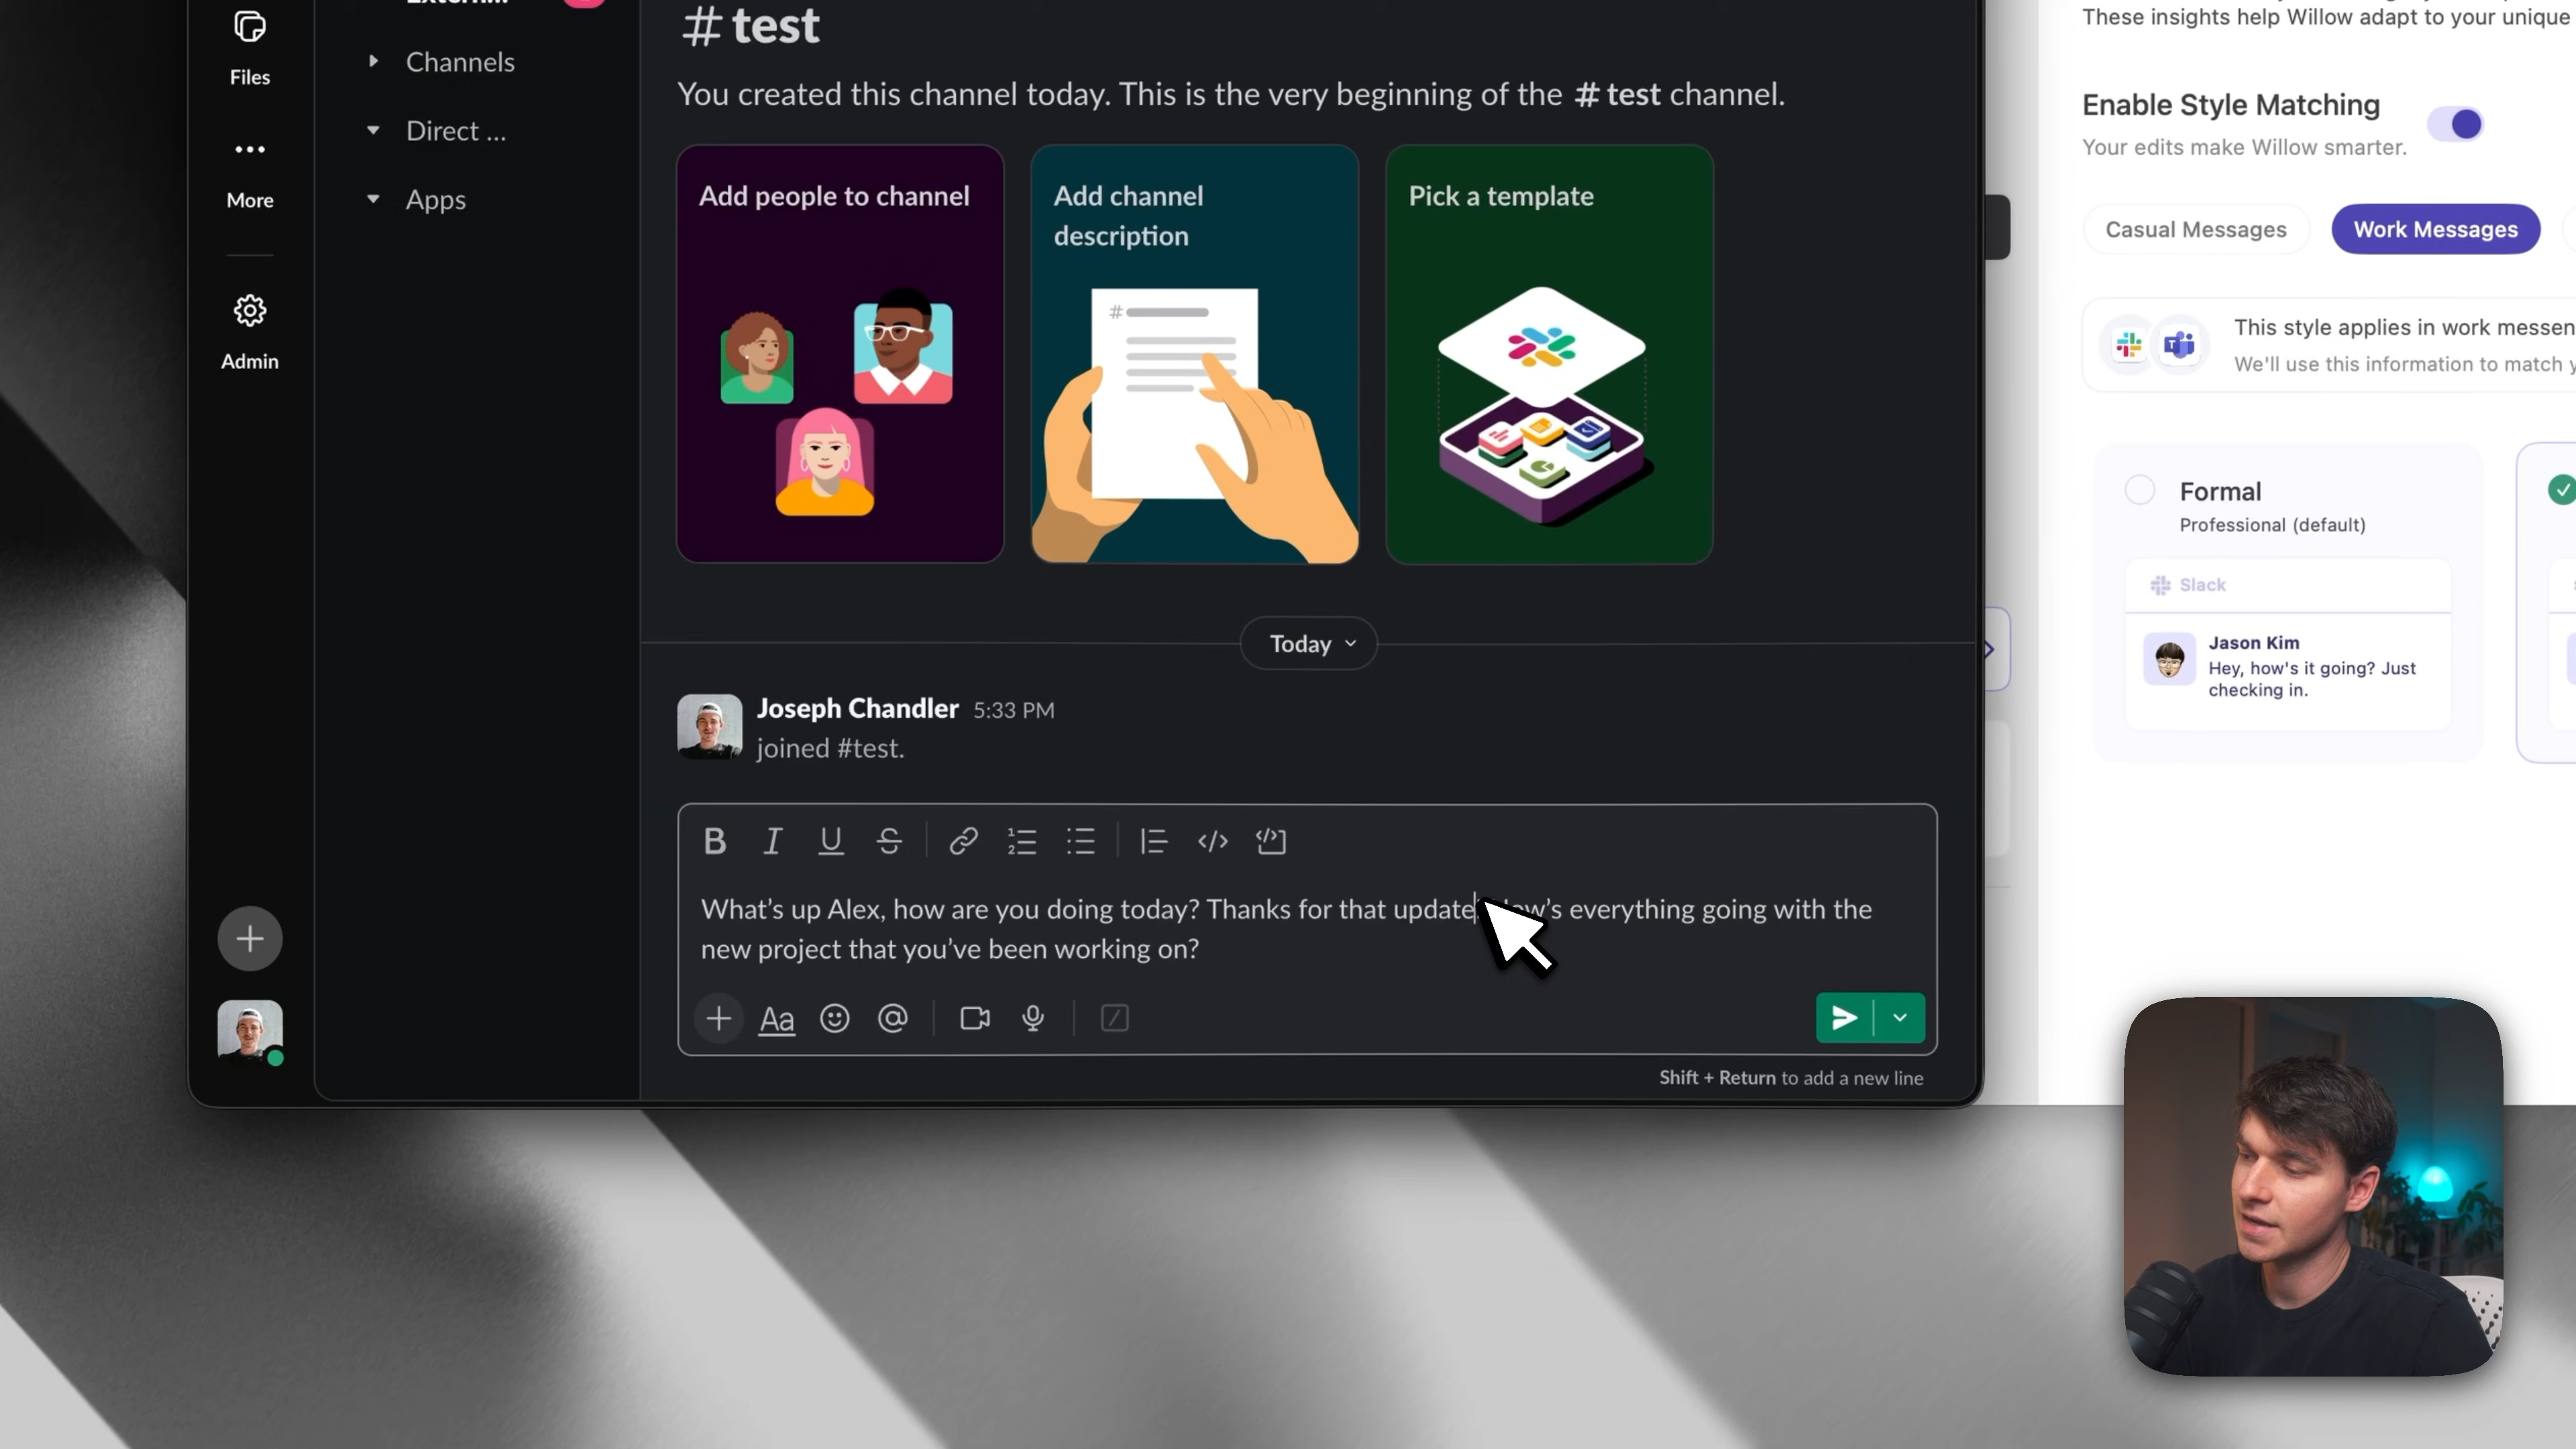 Files
More
Admin
Extern...
Channels
Direct ...
Apps
# test
You created this channel today. This is the very beginning of the # test channel.
Add people to channel
Add channel
description
#
Pick a template
Today
Joseph Chandler 5:33 PM
joined #test.
What's up Alex, how are you doing today? Thanks for that update everything going with the
new project that you've been working on?
Aa
Shift + Return to add a new line
These insights help Willow adapt to your unique
Enable Style Matching
Your edits make Willow smarter.
Casual Messages
Work Messages
This style applies in work
We'll use this information to match
Formal
Professional (default)
Slack
Jason Kim
Hey, how's it going? Just
checking in.